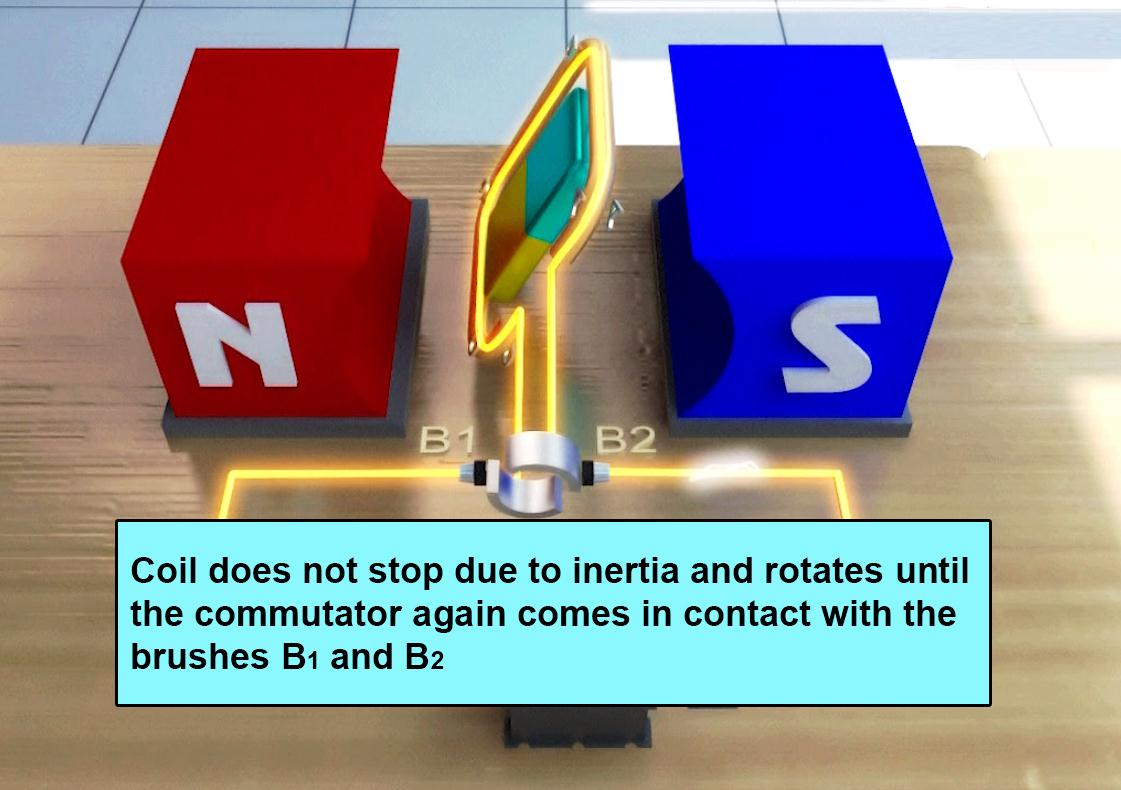 N
S
B1
B2
Coil does not stop due to inertia and rotates until
the commutator again comes in contact with the
brushes B1 and B2